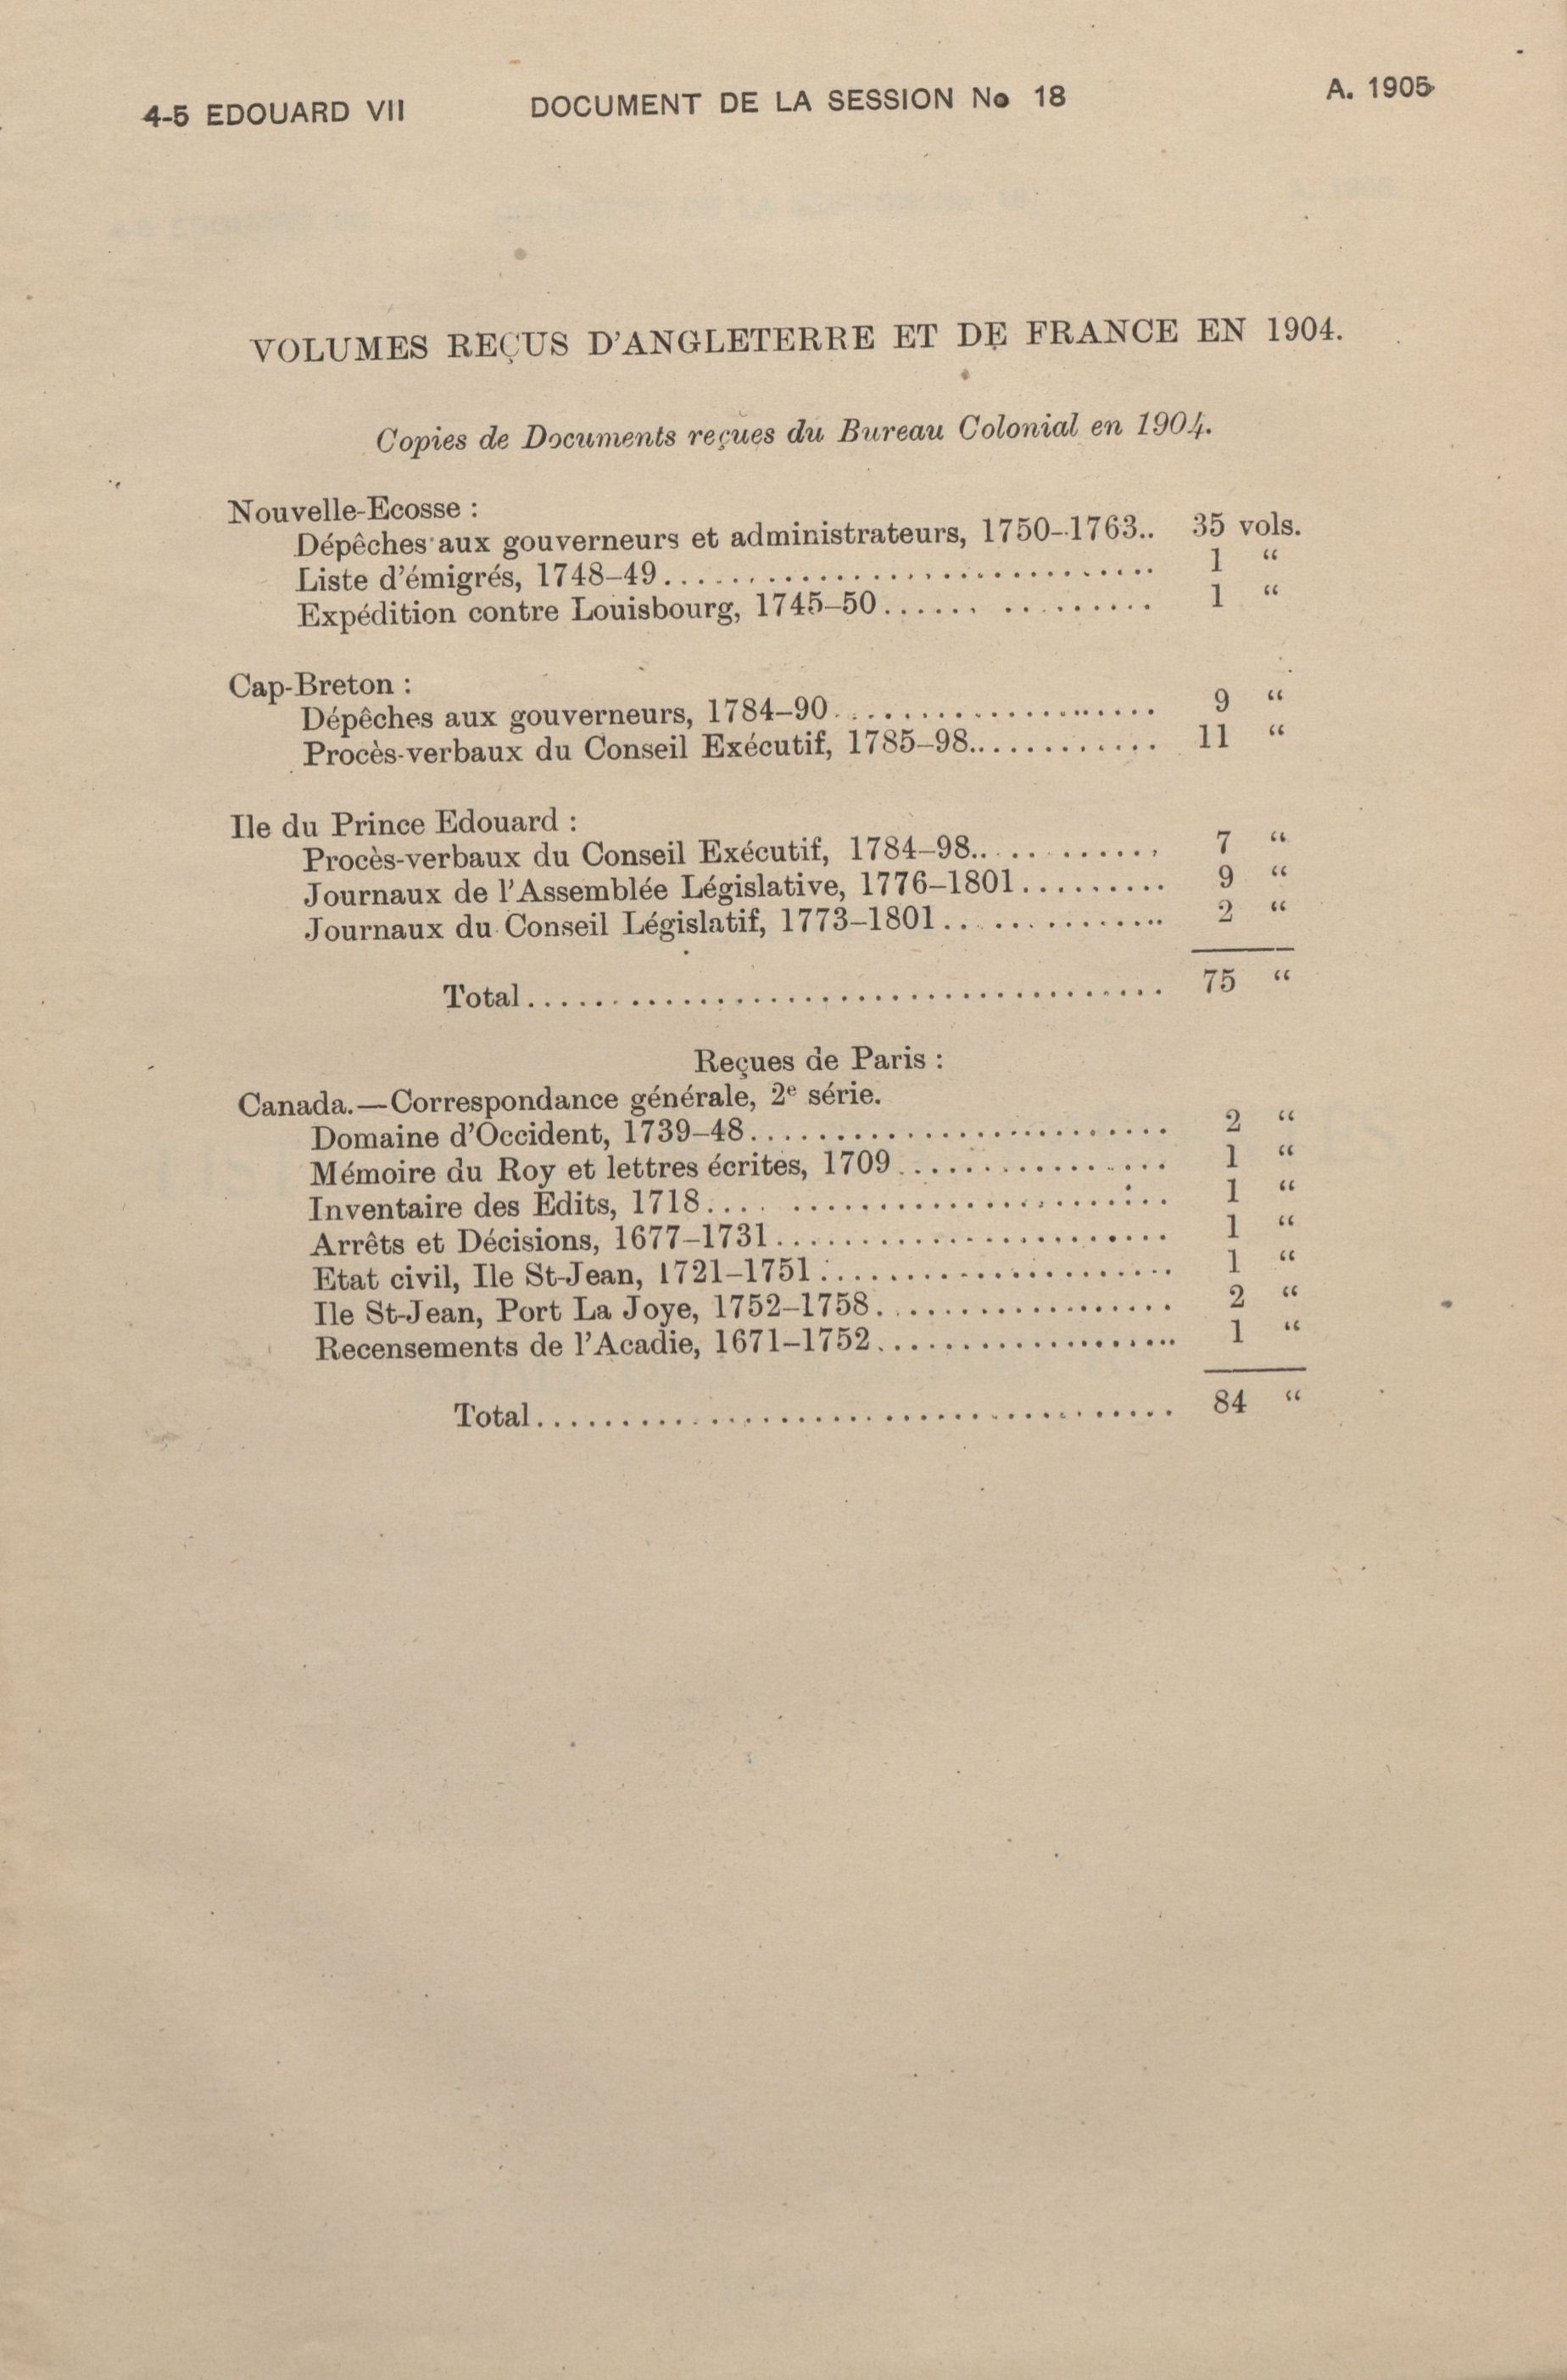 4-5 EDOUARD VII DOCUMENT DE LA SESSION No 18 A. 1905
VOLUMES REÇUS D'ANGLETERRE ET DE FRANCE EN 1904.
Copies de Documents reçues du Bureau Colonial en 1904.
Nouvelle-Ecosse :
Dépêches aux gouverneurs et administrateurs, 1750-1763.. 35 vols.
Liste d'émigrés, 1748–49.................................... 1 “
Expédition contre Louisbourg, 1745–50...... ......... 1 “
Cap-Breton :
Dépêches aux gouverneurs, 1784–90........................ 9 “
Procès-verbaux du Conseil Exécutif, 1785–98............. 11 “
Ile du Prince Edouard :
Procès-verbaux du Conseil Exécutif, 1784–98............. 7 “
Journaux de l'Assemblée Législative, 1776–1801......... 9 “
Journaux du Conseil Législatif, 1773–1801............... 2 “
Total............................................. 75 “
Reçues de Paris :
Canada.—Correspondance générale, 2e série.
Domaine d'Occident, 1739–48.............................. 2 “
Mémoire du Roy et lettres écrites, 1709................... 1 “
Inventaire des Edits, 1718.... .......................... 1 “
Arrêts et Décisions, 1677–1731............................ 1 “
Etat civil, Ile St-Jean, 1721–1751......................... 1 “
Ile St-Jean, Port La Joye, 1752–1758..................... 2 “
Recensements de l'Acadie, 1671–1752..................... 1 “
Total............................................. 84 “